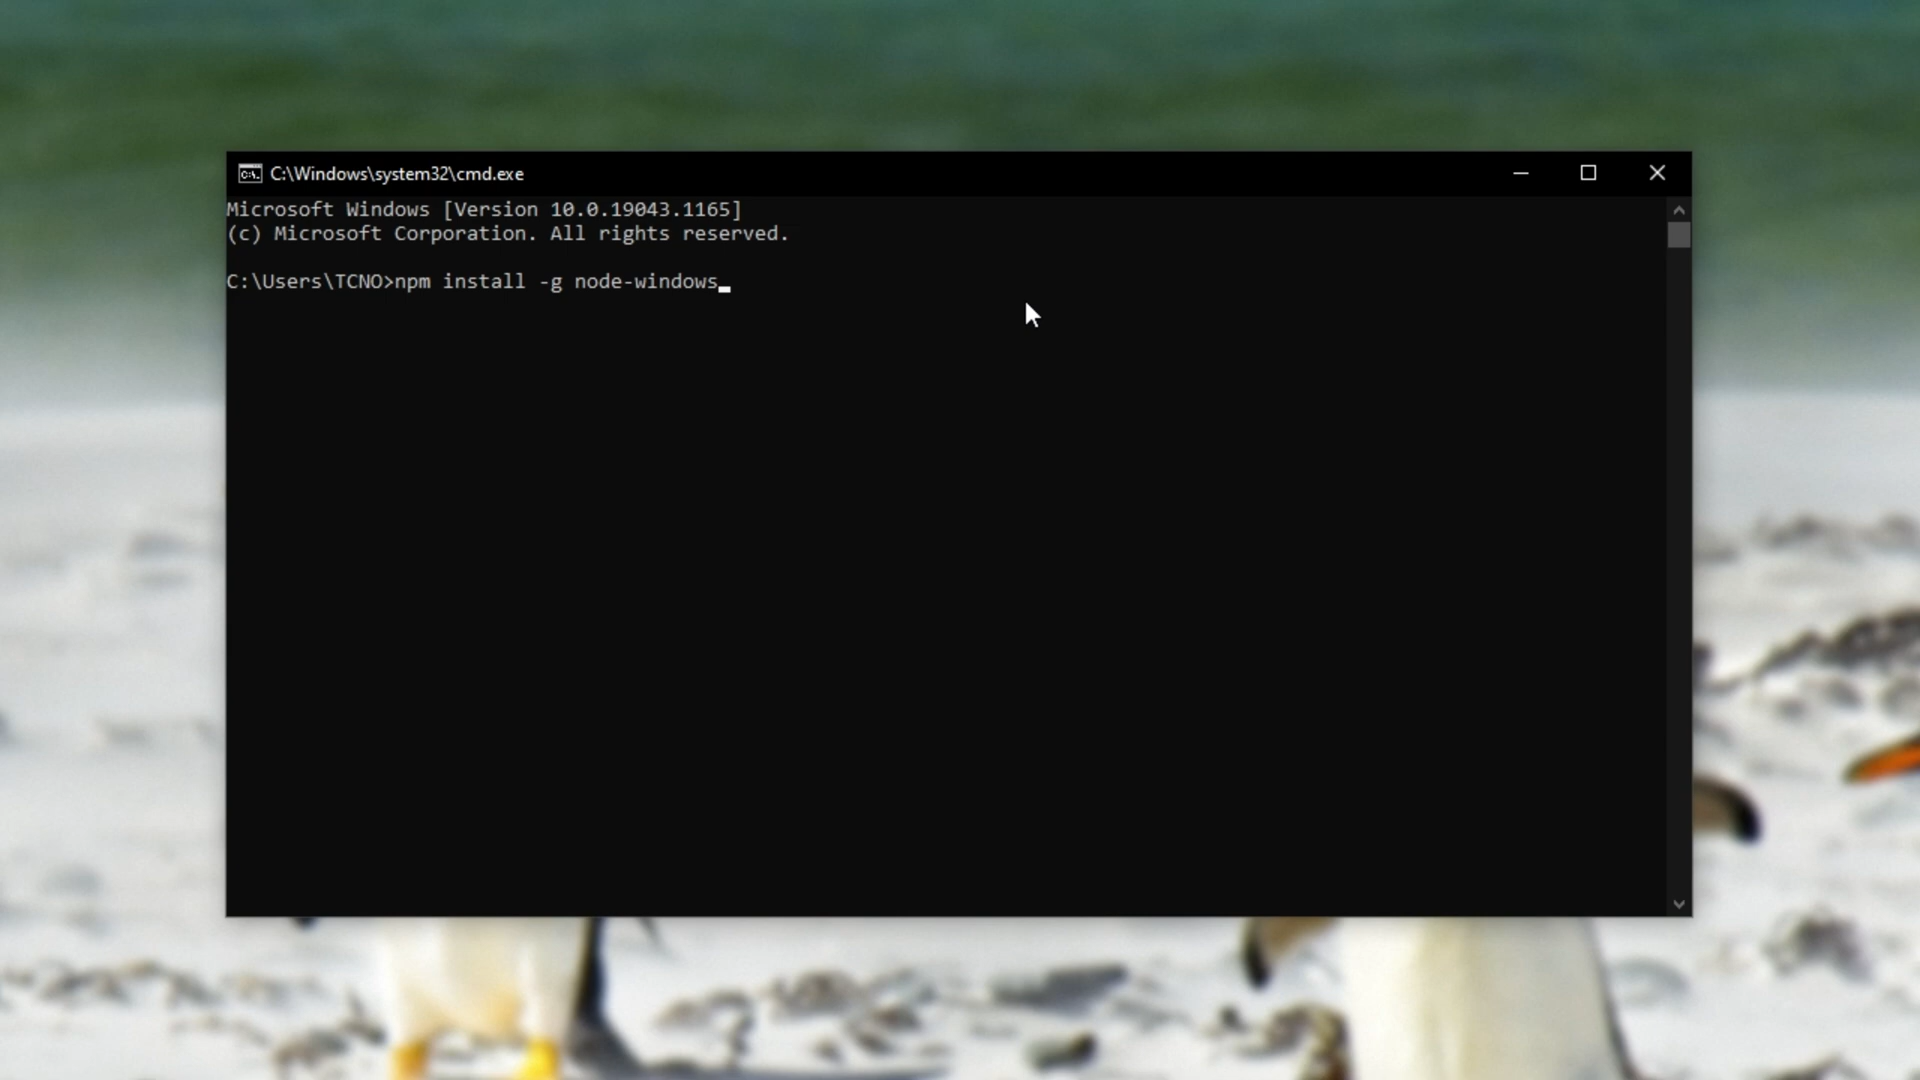 C:\Windows\system32\cmd.exe
Microsoft Windows [Version 10.0.19043.1165]
(c) Microsoft Corporation. All rights reserved.
C:\Users\TCNO>npm install -g node-windows